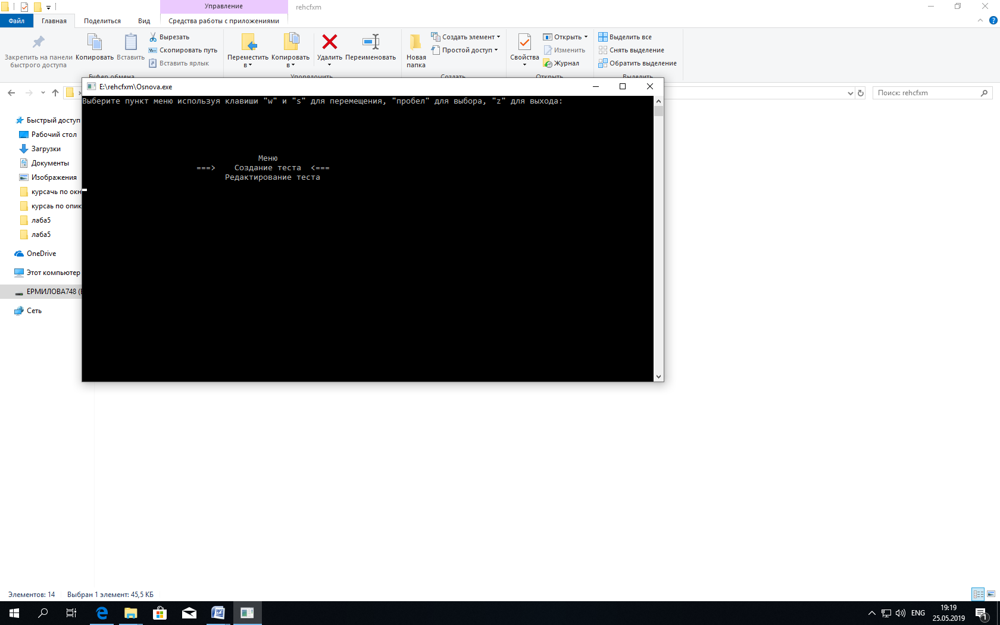 Управление
rehcfxm
Файл
Главная
Поделиться
Вид
Средства работы с приложениями
Закрепить на панели
быстрого доступа
Копировать
Вставить
Вырезать
Скопировать путь
Вставить ярлык
Буфер обмена
Переместить
в
Копировать
в
Удалить
Переименовать
Упорядочить
Новая
папка
Создать элемент
Простой доступ
Создать
Свойства
Открыть
Изменить
Журнал
Открыть
Выделить все
Снять выделение
Обратить выделение
Выделить
Поиск: rehcfxm
E:\rehcfxm\Osnova.exe
Выберите пункт меню используя клавиши "w" и "s" для перемещения, "пробел" для выбора, "z" для выхода:
Меню
===> Создание теста <===
Редактирование теста
Быстрый доступ
Рабочий стол
Загрузки
Документы
Изображения
курсачь по окн
курсаь по опик
лаба5
лаба5
OneDrive
Этот компьютер
ЕРМИЛОВА748 (
Сеть
Элементов: 14
Выбран 1 элемент: 45,5 КБ
ENG
19:19
25.05.2019
1